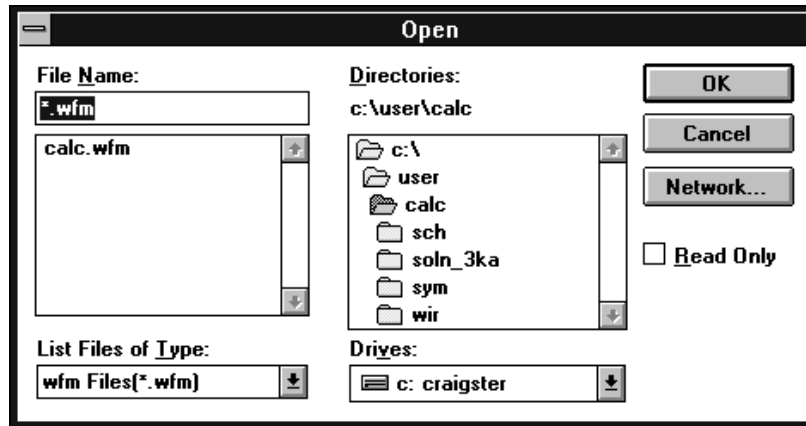 Open
File Name:
*.wfm
calc.wfm
List Files of Type:
wfm Files(*.wfm)
Directories:
c:\user\calc
c:\
user
calc
sch
soln_3ka
sym
wir
Drives:
c: craigster
OK
Cancel
Network...
Read Only